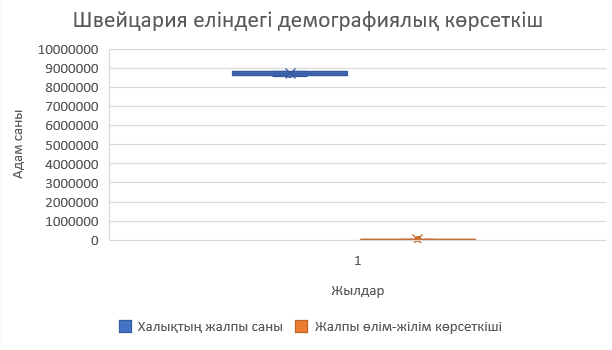 Швейцария еліндегі демографиялық көрсеткіш
10000000
9000000
8000000
7000000
6000000
5000000
4000000
3000000
2000000
1000000
0
Адам саны
1
Жылдар
Халықтың жалпы саны
Жалпы өлім-жілім көрсеткіші